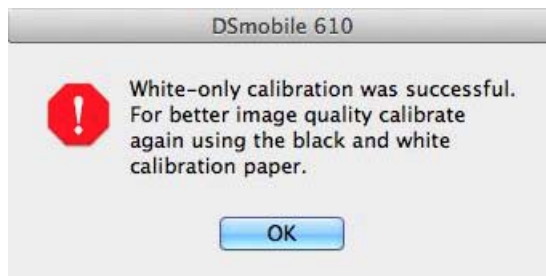 DSmobile 610
White-only calibration was successful.
For better image quality calibrate
again using the black and white
calibration paper.
OK